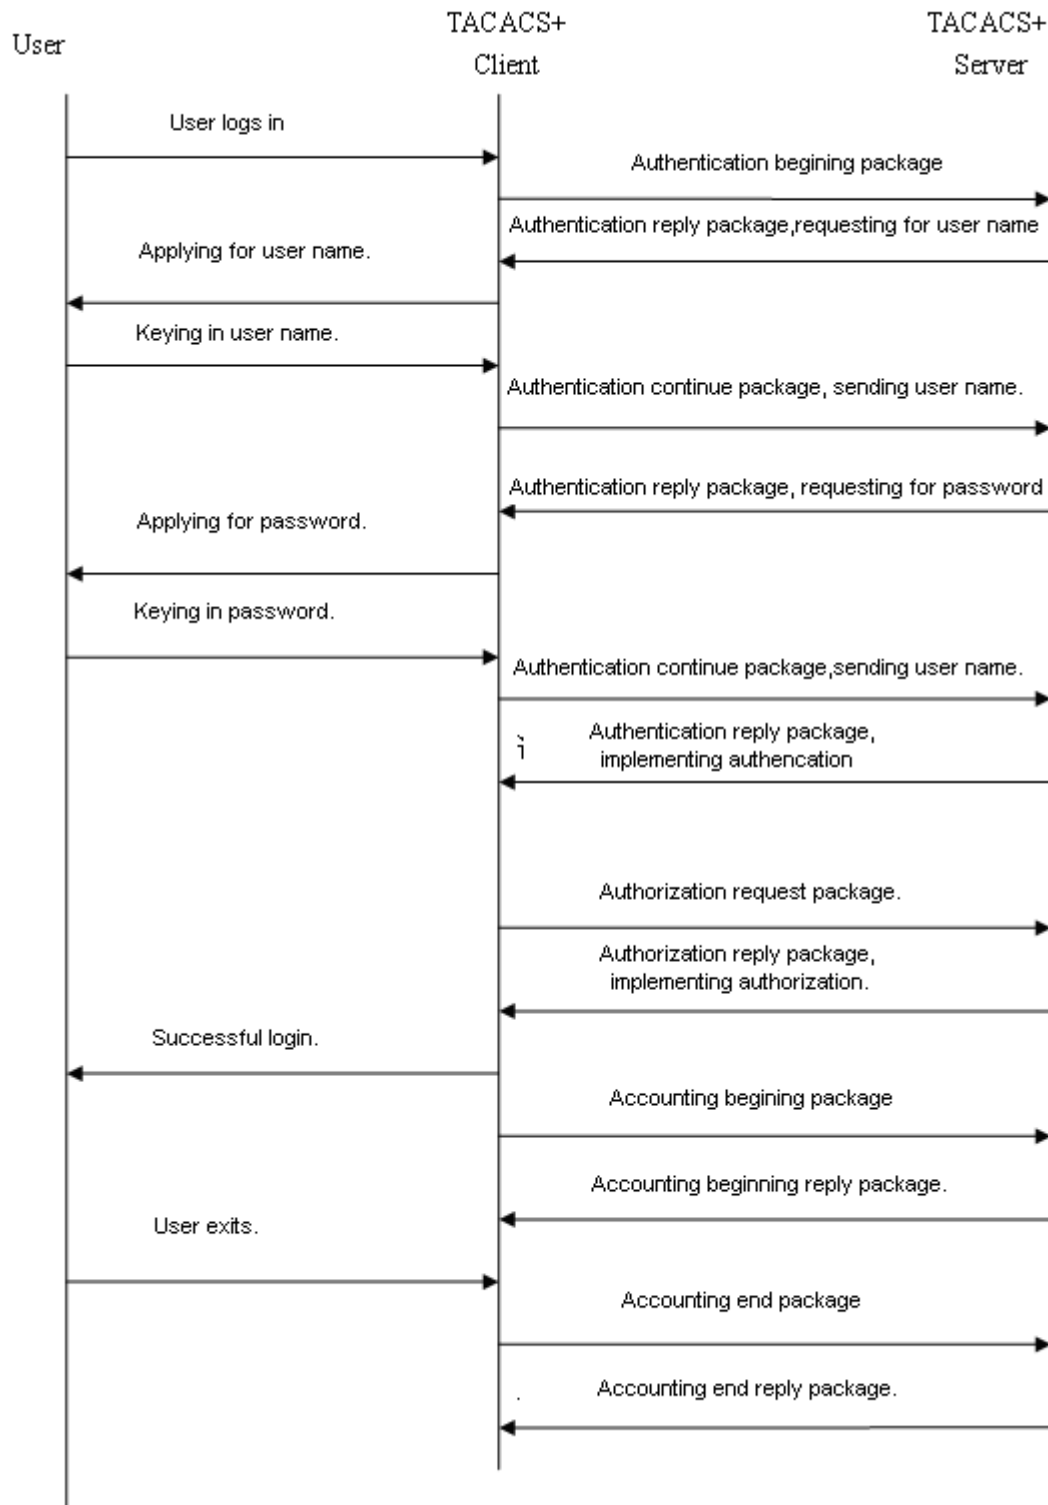 User
TACACS+
Client
TACACS+
Server
User logs in
Authentication begining package
Authentication reply package,requesting for user name
Applying for user name.
Keying in user name.
Authentication continue package, sending user name.
Authentication reply package, requesting for password
Applying for password.
Keying in password.
Authentication continue package,sending user name.
Authentication reply package,
implementing authencation
Authorization request package.
Authorization reply package,
implementing authorization.
Successful login.
Accounting begining package
Accounting beginning reply package.
User exits.
Accounting end package
Accounting end reply package.